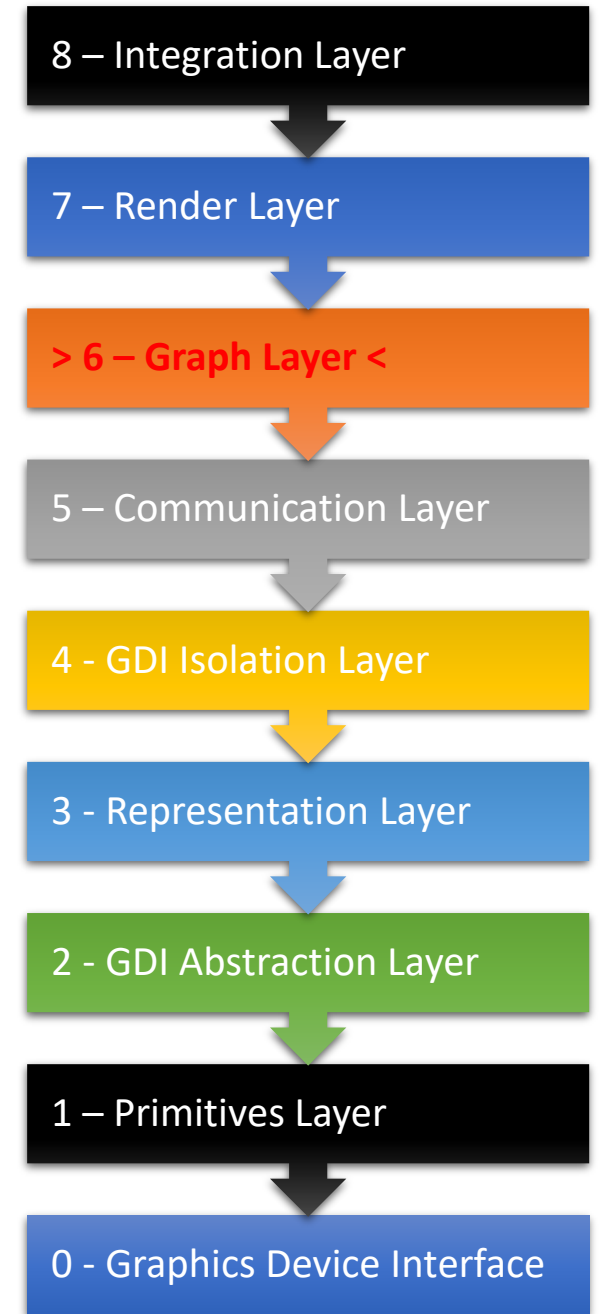 8 – Integration Layer
7 – Render Layer
> 6 – Graph Layer <
5 – Communication Layer
4 - GDI Isolation Layer
3 - Representation Layer
2 - GDI Abstraction Layer
1 – Primitives Layer
0 - Graphics Device Interface